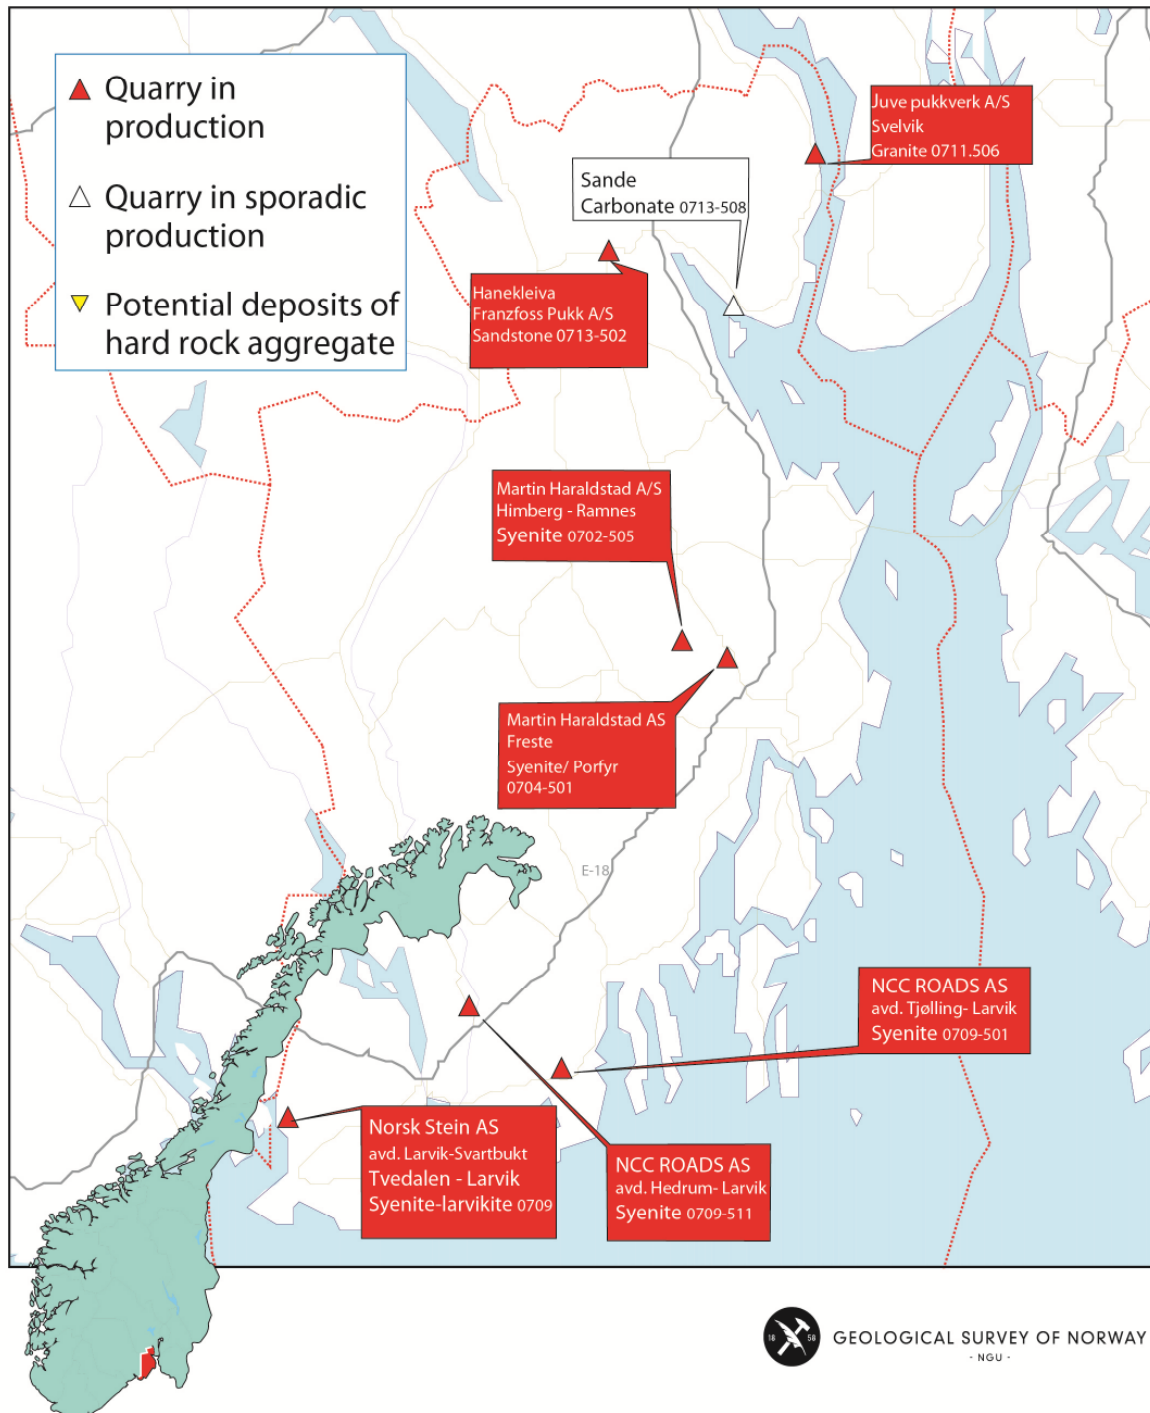 Quarry in
production
Quarry in sporadic
production
Potential deposits of
hard rock aggregate
Juve pukkverk A/S
Svelvik
Granite 0711.506
Sande
Carbonate 0713-508
Hanekleiva
Franzfoss Pukk A/S
Sandstone 0713-502
Martin Haraldstad A/S
Himberg - Ramnes
Syenite 0702-505
Martin Haraldstad AS
Freste
Syenite/ Porfyr
0704-501
E-18
NCC ROADS AS
avd. Tjølling- Larvik
Syenite 0709-501
Norsk Stein AS
avd. Larvik-Svartbukt
Tvedalen - Larvik
Syenite-larvikite 0709
NCC ROADS AS
avd. Hedrum- Larvik
Syenite 0709-511
18 58
GEOLOGICAL SURVEY OF NORWAY
- NGU -